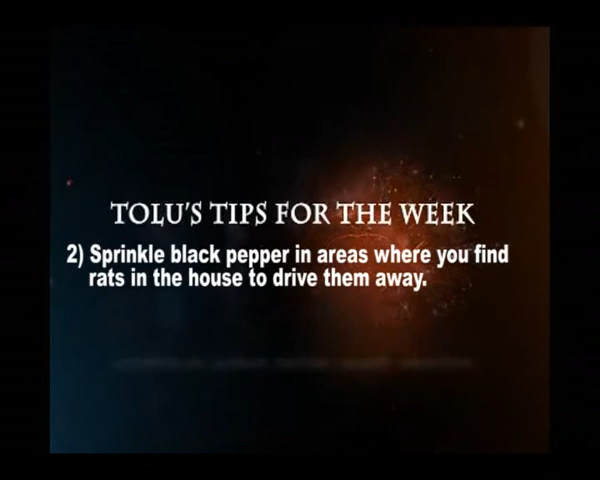 TOLU'S TIPS FOR THE WEEK
2) Sprinkle black pepper in areas where you find
rats in the house to drive them away.